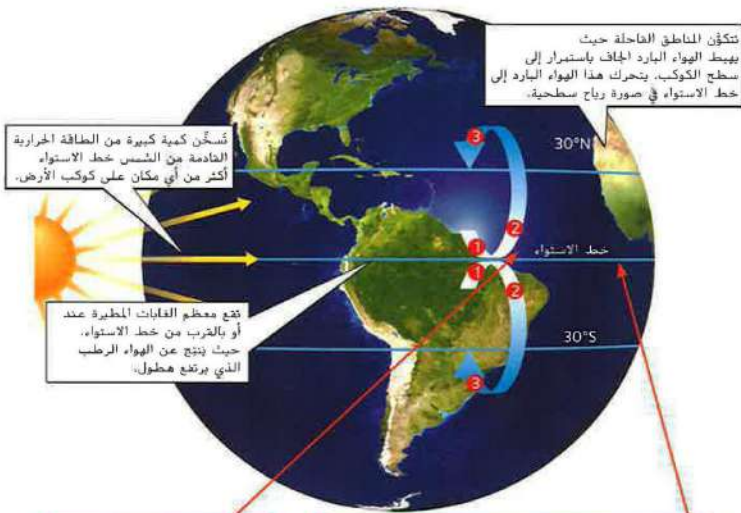 تتكوَّن المناطق القاحلة حيث
يهبط الهواء البارد الجاف باستمرار إلى
سطح الكوكب. يتحرك هذا الهواء البارد إلى
خط الاستواء في صورة رياح سطحية.
3
30°N
تُسخِّن كمية كبيرة من الطاقة الحرارية
القادمة من الشمس خط الاستواء
أكثر من أي مكان على كوكب الأرض.
2
1
خط الاستواء
1
2
تقع معظم الغابات المطيرة عند
أو بالقرب من خط الاستواء،
حيث يَنتِج عن الهواء الرطب
الذي يرتفع هطول.
30°S
3